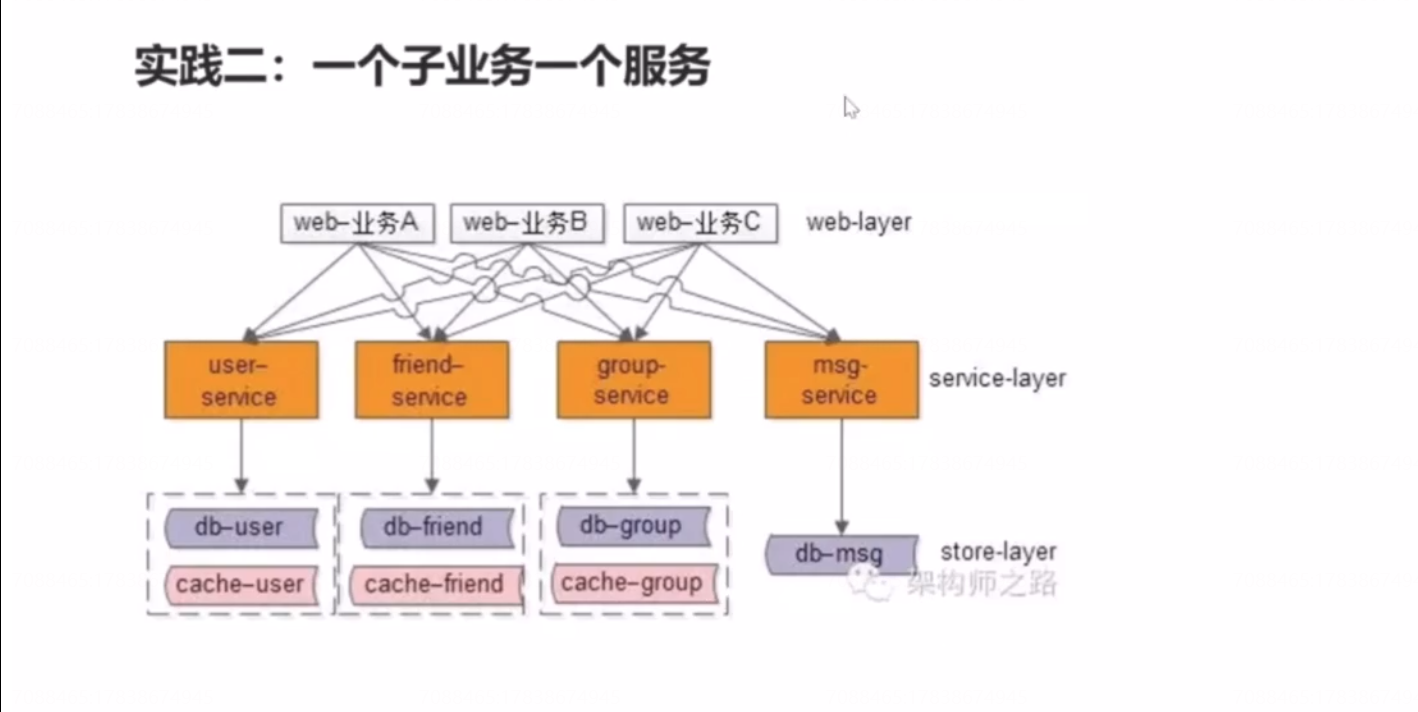 实践二：一个子业务一个服务
web–业务A
web–业务B
web–业务C
web-layer
user–
service
friend–
service
group-
service
msg-
service
service-layer
db–user
db–friend
db–group
db–msg
store-layer
cache–user
cache–friend
cache–group
架构师之路